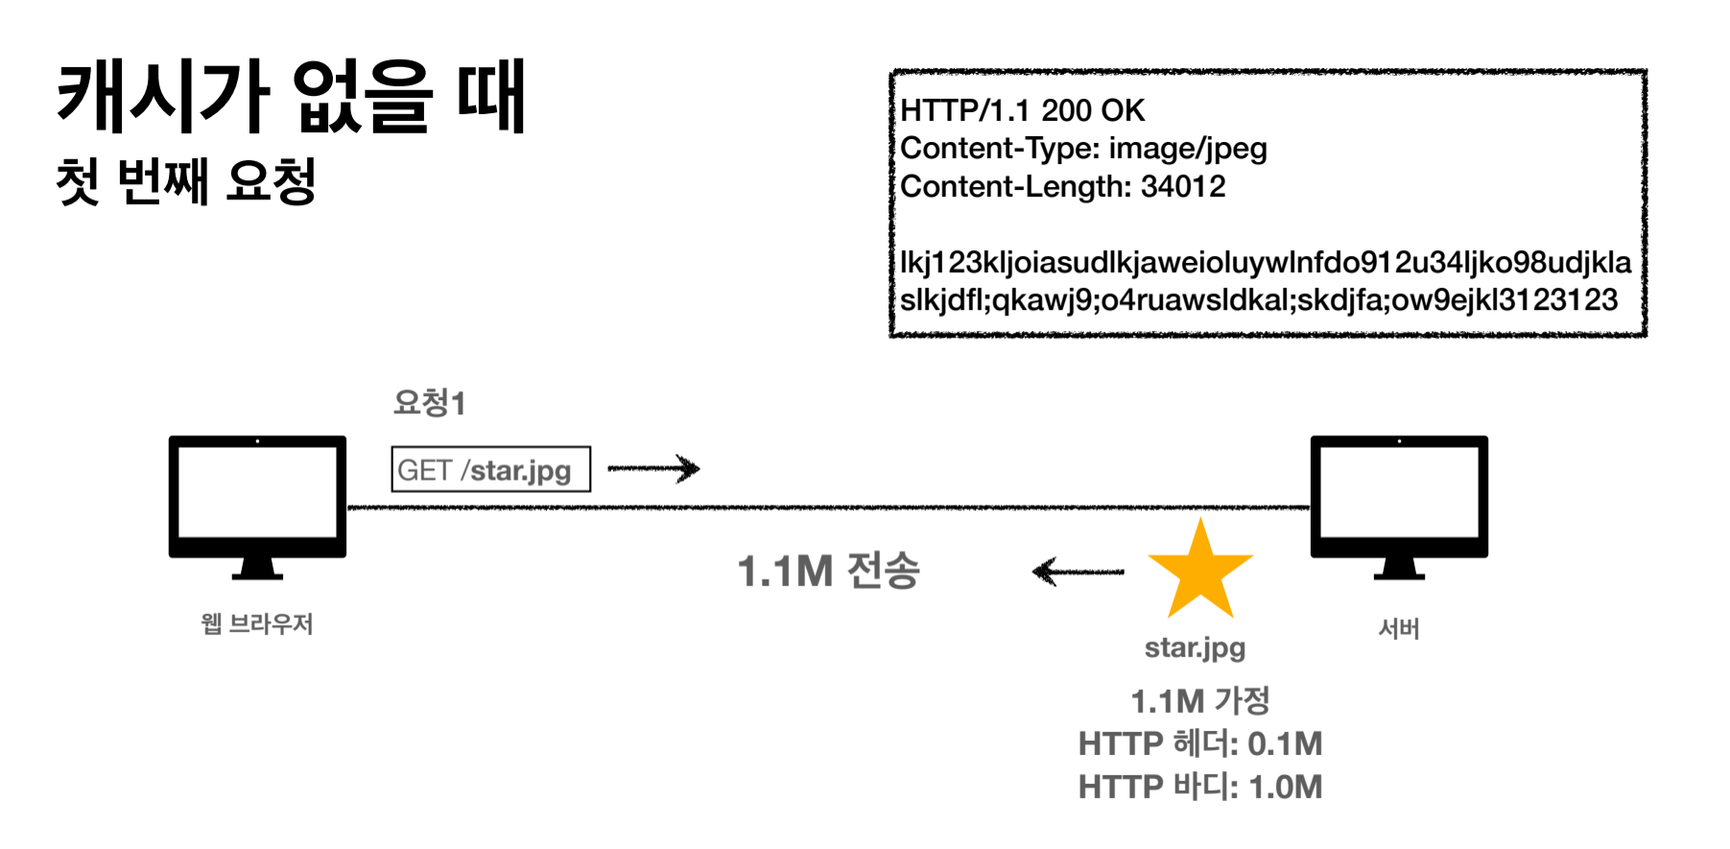 캐시가 없을 때
첫 번째 요청
HTTP/1.1 200 OK
Content-Type: image/jpeg
Content-Length: 34012
lkj123kljoiasudlkjaweioluywlnfdo912u34ljko98udjkla
slkjdfl;qkawj9;o4ruawsldkal;skdjfa;ow9ejkl3123123
요청1
GET /star.jpg
1.1M 전송
웹 브라우저
서버
star.jpg
1.1M 가정
HTTP 헤더: 0.1M
HTTP 바디: 1.0M